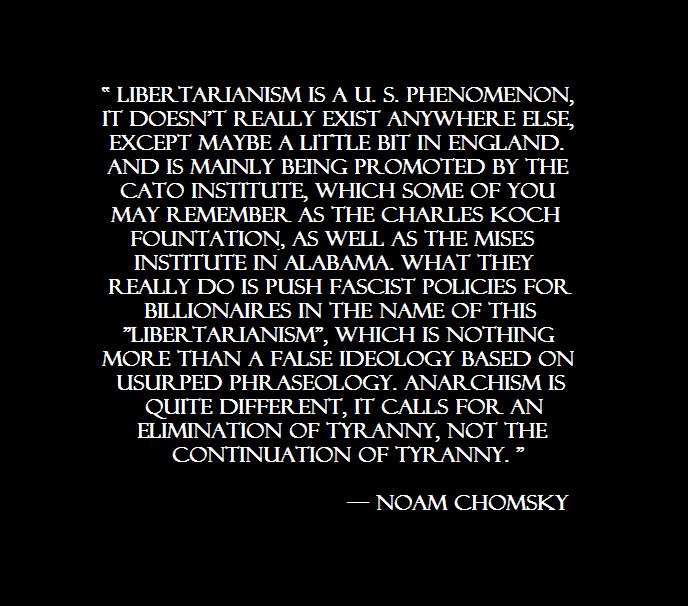 “ LIBERTARIANISM IS A U. S. PHENOMENON,
IT DOESN'T REALLY EXIST ANYWHERE ELSE,
EXCEPT MAYBE A LITTLE BIT IN ENGLAND.
AND IS MAINLY BEING PROMOTED BY THE
CATO INSTITUTE, WHICH SOME OF YOU
MAY REMEMBER AS THE CHARLES KOCH
FOUNTATION, AS WELL AS THE MISES
INSTITUTE IN ALABAMA. WHAT THEY
REALLY DO IS PUSH FASCIST POLICIES FOR
BILLIONAIRES IN THE NAME OF THIS
"LIBERTARIANISM", WHICH IS NOTHING
MORE THAN A FALSE IDEOLOGY BASED ON
USURPED PHRASEOLOGY. ANARCHISM IS
QUITE DIFFERENT, IT CALLS FOR AN
ELIMINATION OF TYRANNY, NOT THE
CONTINUATION OF TYRANNY. ”
— NOAM CHOMSKY